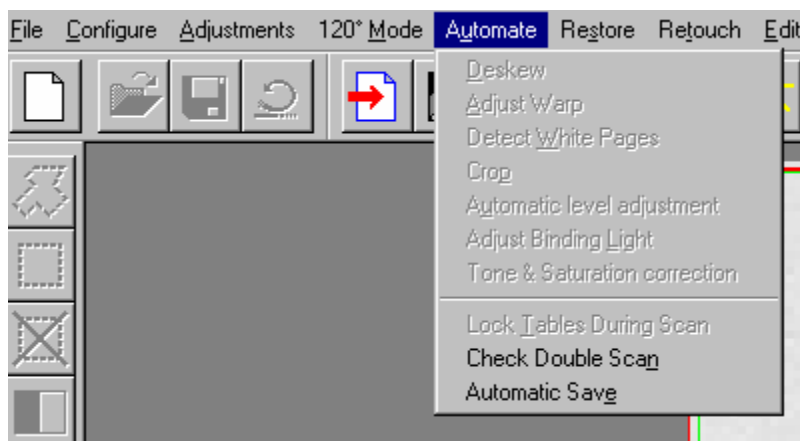 File Configure Adjustments 120° Mode Automate Restore Retouch Edit
Deskew
Adjust Warp
Detect White Pages
Crop
Automatic level adjustment
Adjust Binding Light
Tone & Saturation correction
Lock Tables During Scan
Check Double Scan
Automatic Save